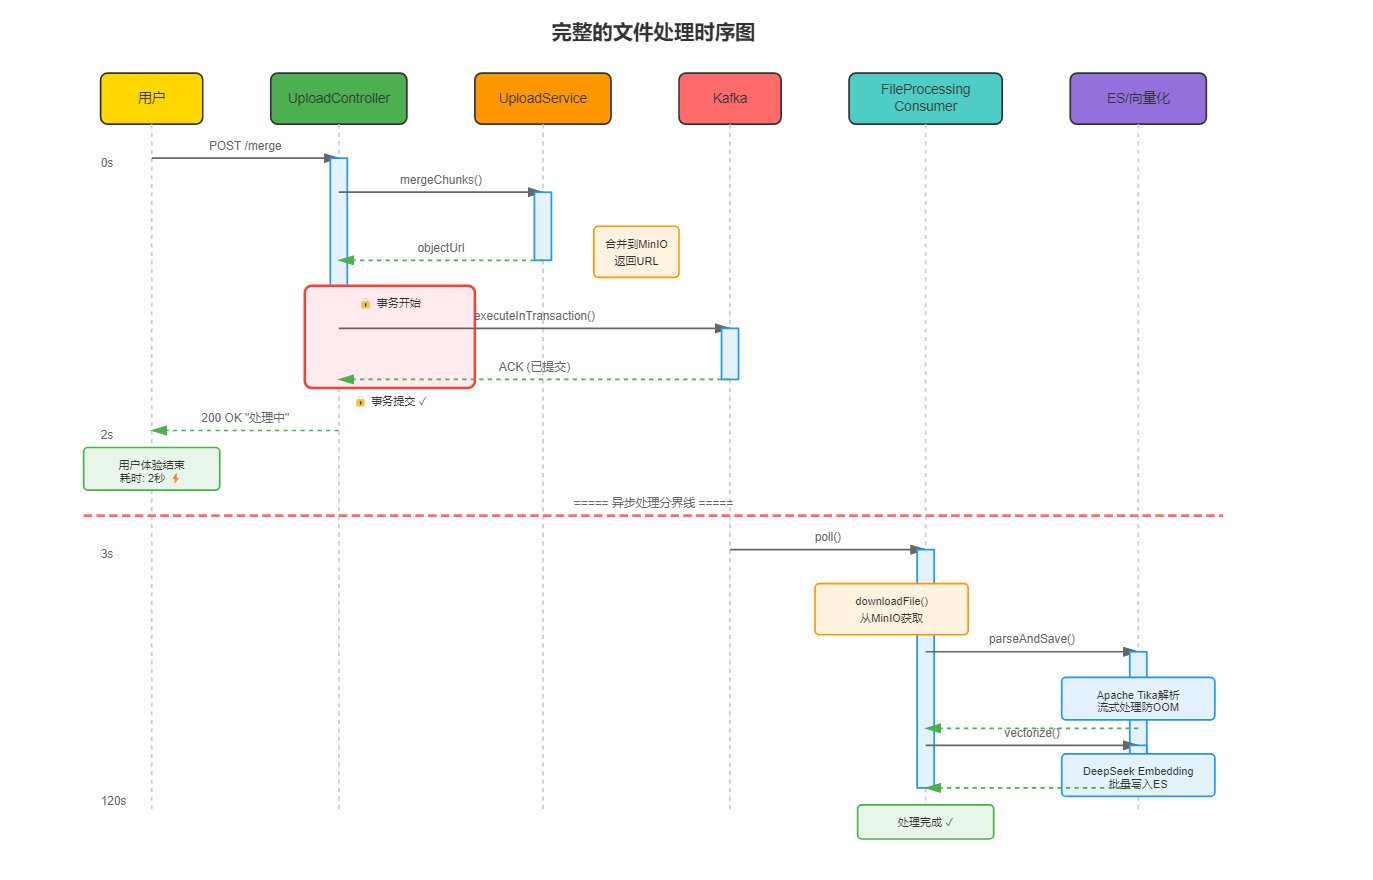 完整的文件处理时序图
用户
UploadController
UploadService
Kafka
FileProcessing
Consumer
ES/向量化
POST /merge
0s
mergeChunks()
合并到MinIO
返回URL
objectUrl
🔒 事务开始
executeInTransaction()
ACK (已提交)
🔒 事务提交 ✓
200 OK "处理中"
2s
用户体验结束
耗时: 2秒 ⚡
===== 异步处理分界线 =====
poll()
3s
downloadFile()
从MinIO获取
parseAndSave()
Apache Tika解析
流式处理防OOM
vectorize()
DeepSeek Embedding
批量写入ES
120s
处理完成 ✓